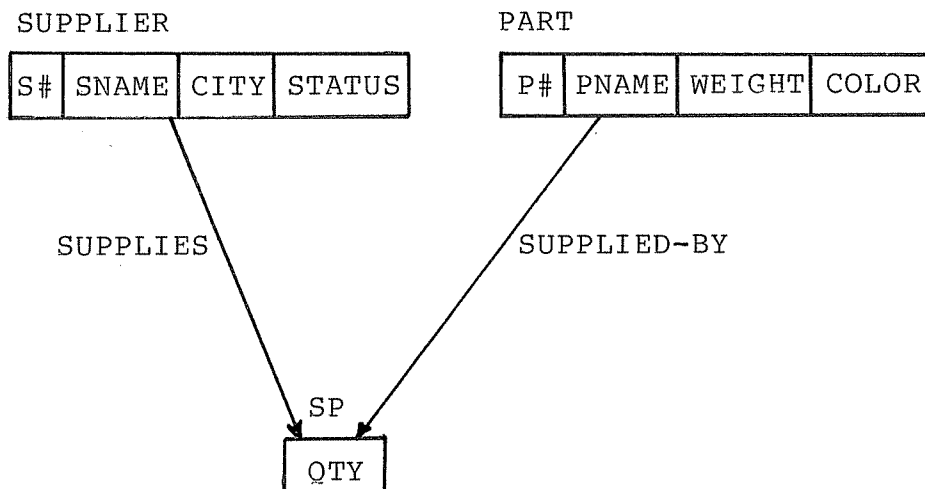 SUPPLIER
S# SNAME CITY STATUS
PART
P# PNAME WEIGHT COLOR
SUPPLIES
SUPPLIED-BY
SP
QTY